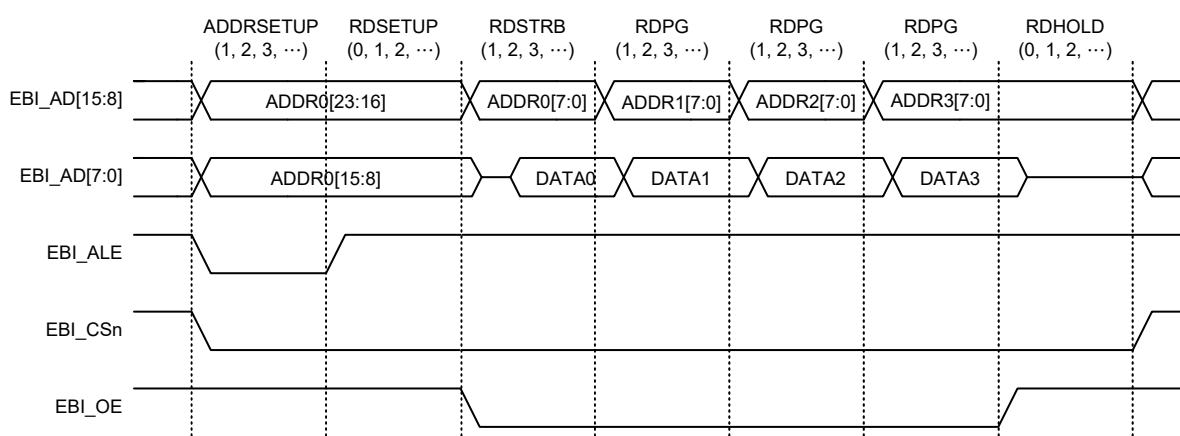 ADDRSETUP RDSETUP RDSTRB RDPG RDPG RDPG RDHOLD
(1, 2, 3, ⋯) (0, 1, 2, ⋯) (1, 2, 3, ⋯) (1, 2, 3, ⋯) (1, 2, 3, ⋯) (1, 2, 3, ⋯) (0, 1, 2, ⋯)
EBI_AD[15:8] ADDR0[23:16] ADDR0[7:0] ADDR1[7:0] ADDR2[7:0] ADDR3[7:0]
EBI_AD[7:0] ADDR0[15:8] DATA0 DATA1 DATA2 DATA3
EBI_ALE
EBI_CSn
EBI_OE